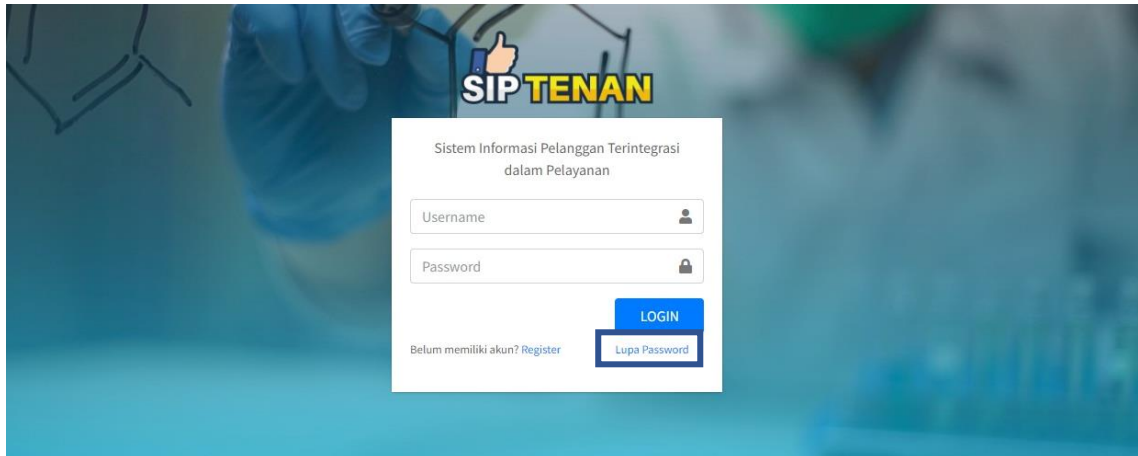 SIPTENAN
Sistem Informasi Pelanggan Terintegrasi
dalam Pelayanan
Username
Password
LOGIN
Belum memiliki akun? Register
Lupa Password